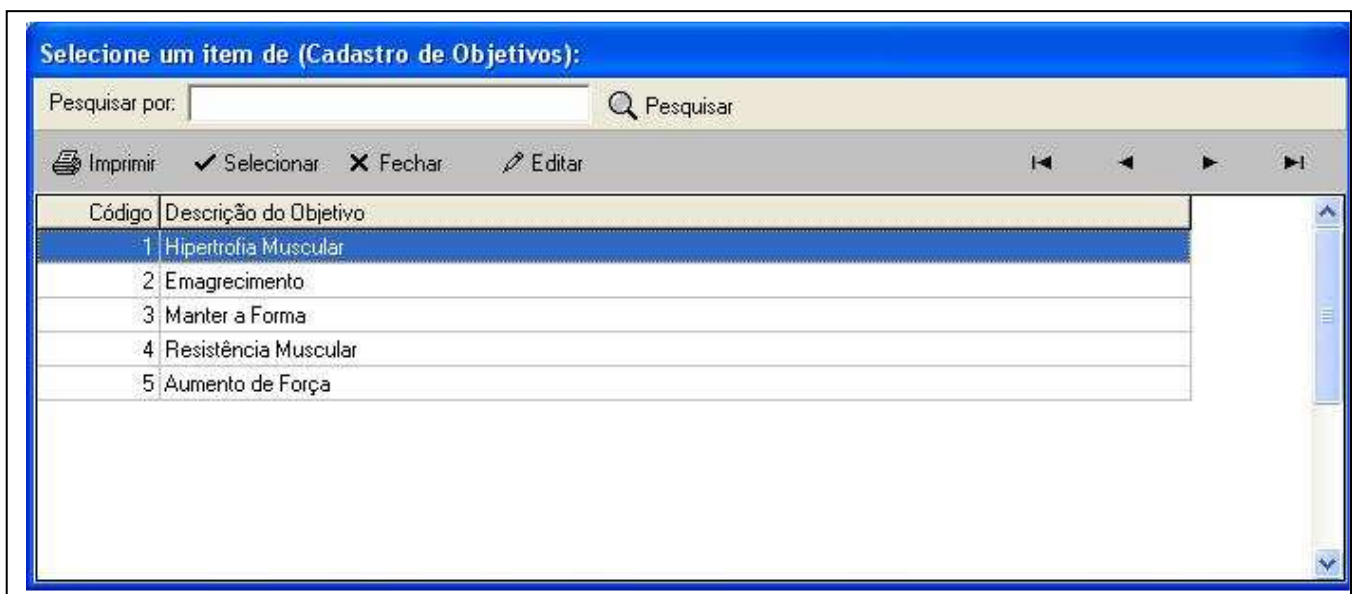 Selecione um item de (Cadastro de Objetivos):
Pesquisar por: Pesquisar
Imprimir Selecionar Fechar Editar
Código Descrição do Objetivo
1 Hipertrofia Muscular
2 Emagrecimento
3 Manter a Forma
4 Resistência Muscular
5 Aumento de Força